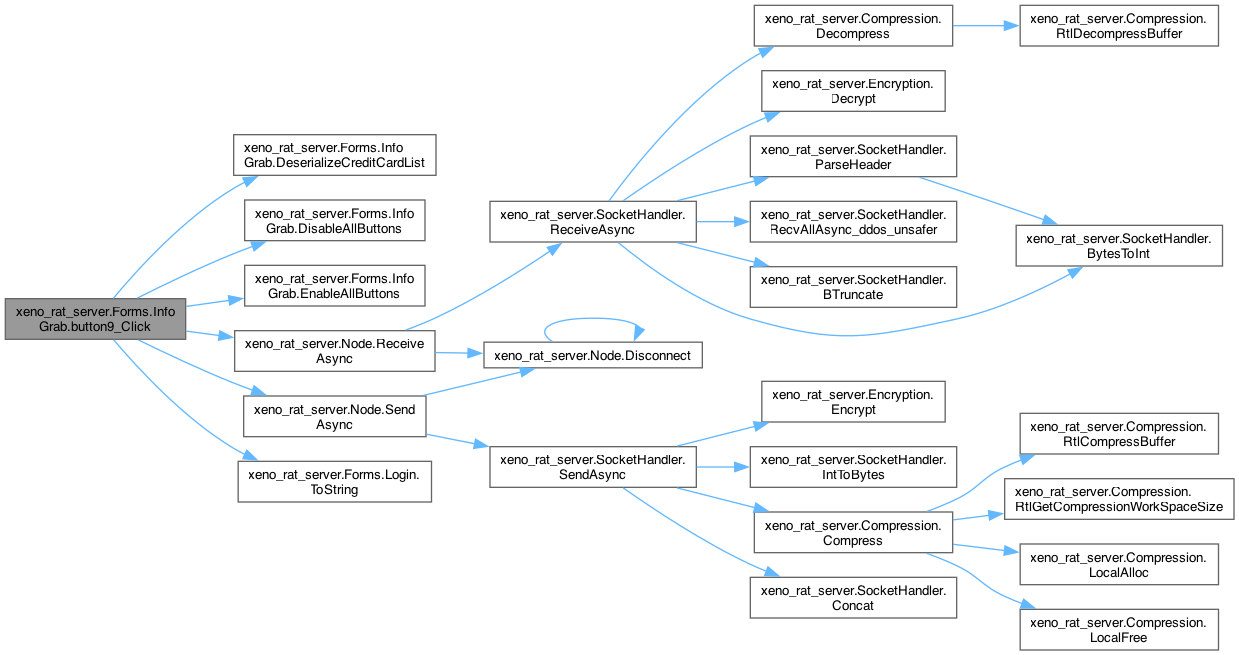 xeno_rat_server.Compression.
Decompress
xeno_rat_server.Compression.
RtlDecompressBuffer
xeno_rat_server.Encryption.
Decrypt
xeno_rat_server.Forms.Info
Grab.DeserializeCreditCardList
xeno_rat_server.SocketHandler.
ParseHeader
xeno_rat_server.Forms.Info
Grab.DisableAllButtons
xeno_rat_server.SocketHandler.
ReceiveAsync
xeno_rat_server.SocketHandler.
RecvAllAsync_ddos_unsafer
xeno_rat_server.SocketHandler.
BytesToInt
xeno_rat_server.Forms.Info
Grab.EnableAllButtons
xeno_rat_server.SocketHandler.
BTruncate
xeno_rat_server.Forms.Info
Grab.button9_Click
xeno_rat_server.Node.Receive
Async
xeno_rat_server.Node.Disconnect
xeno_rat_server.Node.Send
Async
xeno_rat_server.Encryption.
Encrypt
xeno_rat_server.Compression.
RtlCompressBuffer
xeno_rat_server.Forms.Login.
ToString
xeno_rat_server.SocketHandler.
SendAsync
xeno_rat_server.SocketHandler.
IntToBytes
xeno_rat_server.Compression.
RtlGetCompressionWorkSpaceSize
xeno_rat_server.Compression.
Compress
xeno_rat_server.Compression.
LocalAlloc
xeno_rat_server.SocketHandler.
Concat
xeno_rat_server.Compression.
LocalFree